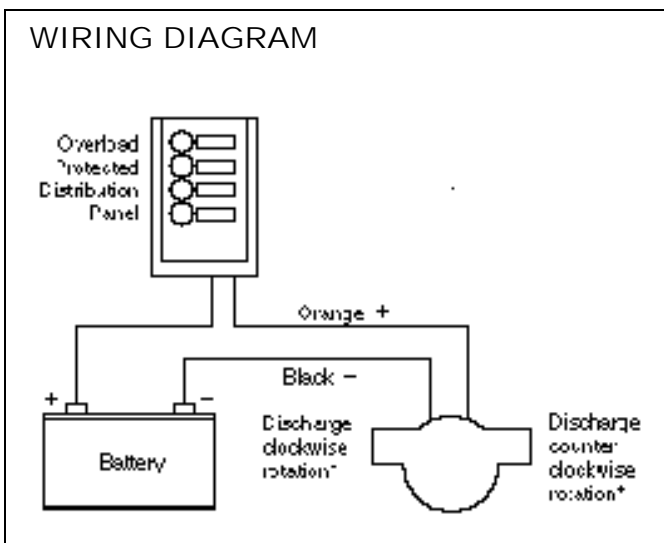 WIRING DIAGRAM
Overload
Protected
Distribution
Panel
Orange +
Black -
+ -
Battery
Discharge
clockwise
rotation*
Discharge
counter
clockwise
rotation*